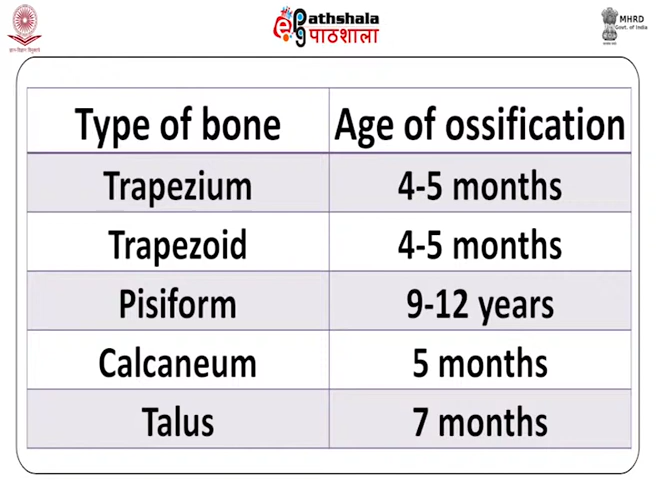 ePathshala
पाठशाला
MHRD
Govt. of India
Type of bone Age of ossification
Trapezium 4-5 months
Trapezoid 4-5 months
Pisiform 9-12 years
Calcaneum 5 months
Talus 7 months